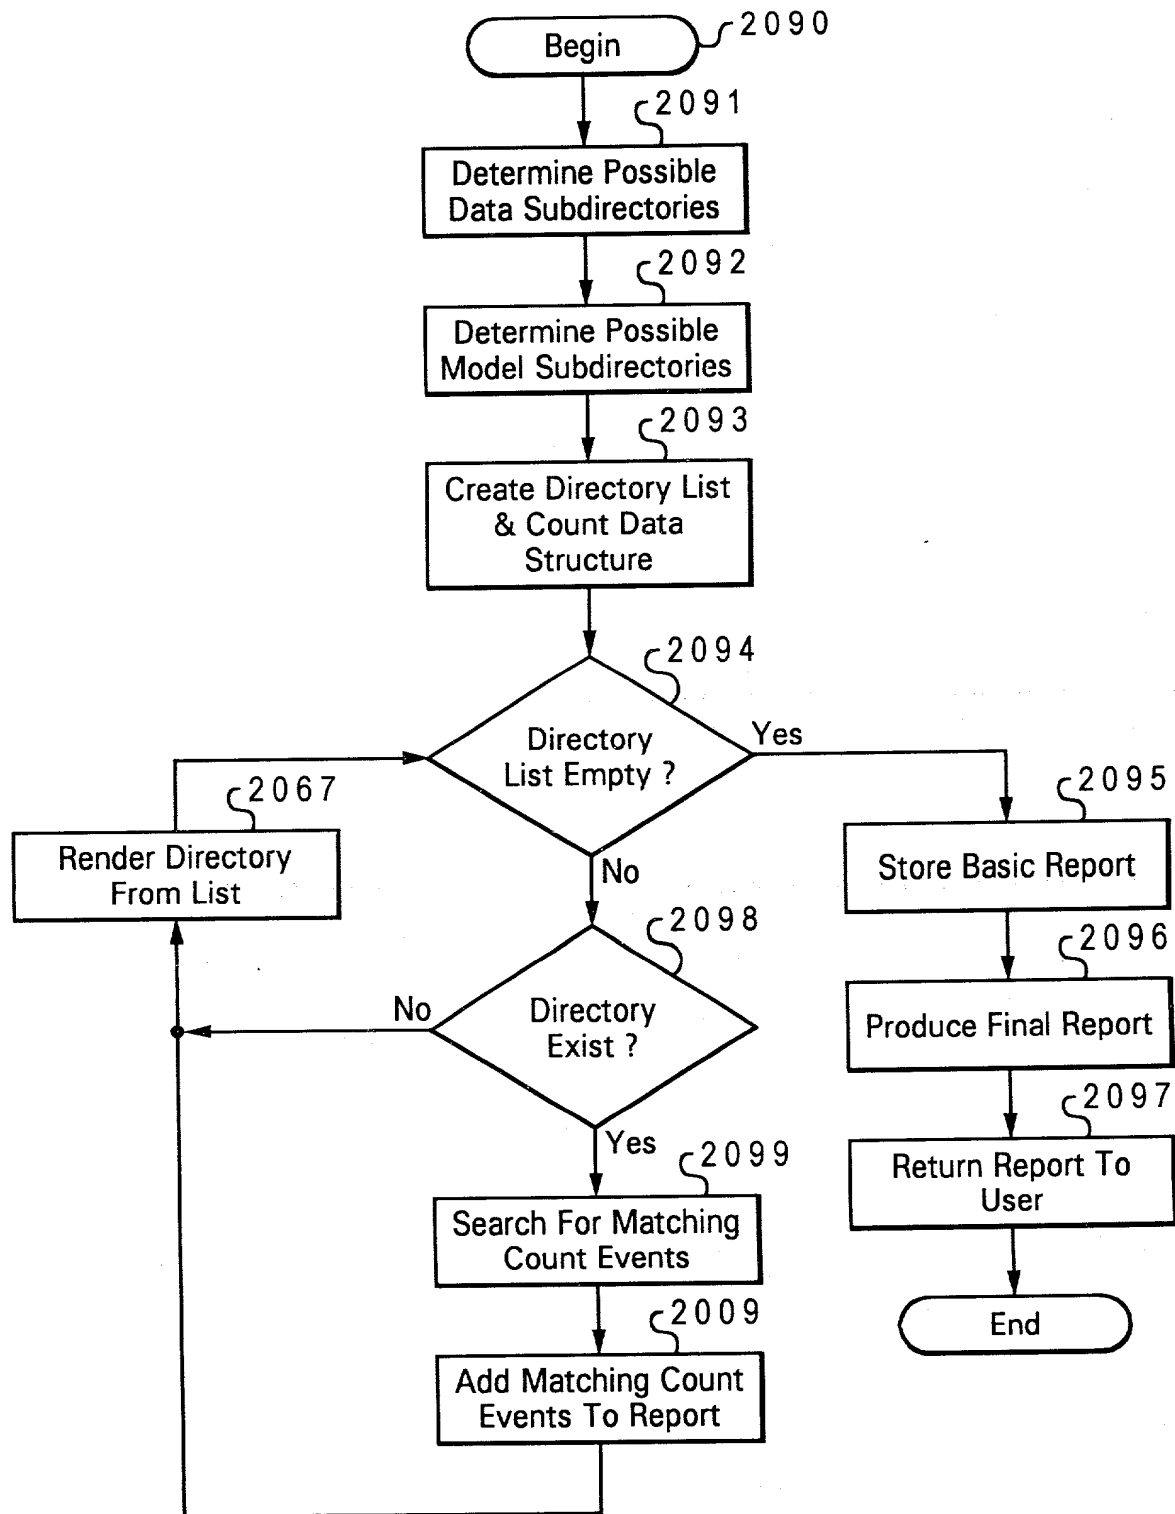 Begin
2090
2091
Determine Possible
Data Subdirectories
2092
Determine Possible
Model Subdirectories
2093
Create Directory List
& Count Data
Structure
2094
Directory
List Empty ?
Yes
No
2067
Render Directory
From List
2095
Store Basic Report
2098
Directory
Exist ?
No
Yes
2096
Produce Final Report
2097
Return Report To
User
2099
Search For Matching
Count Events
End
2009
Add Matching Count
Events To Report